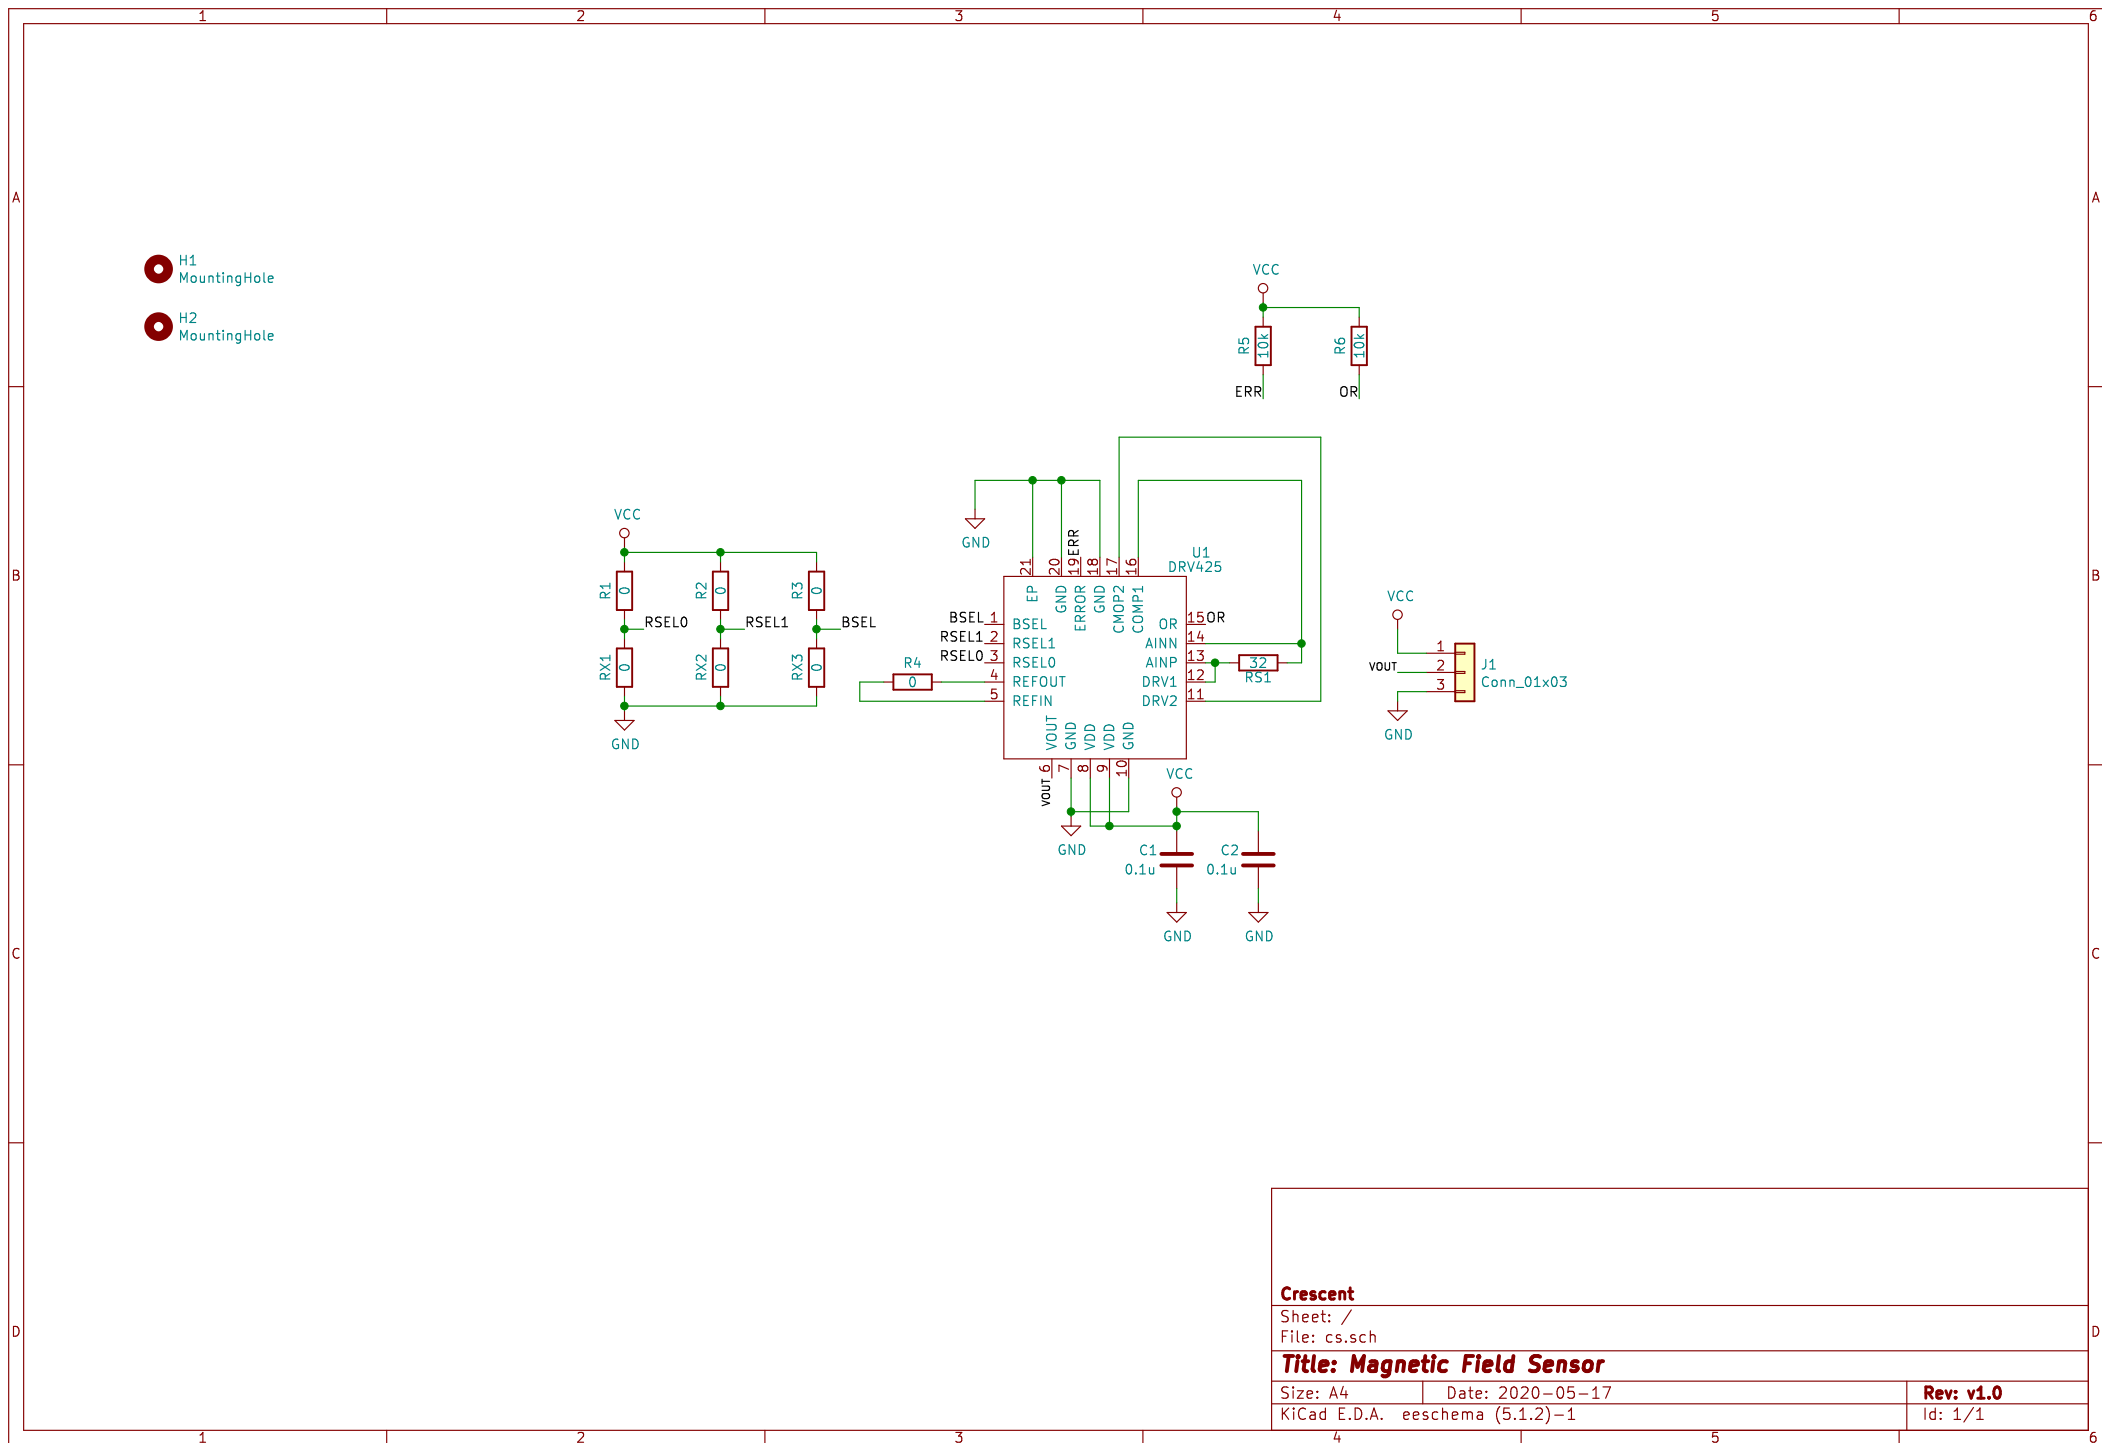 1 2 3 4 5 6
A A
H1
MountingHole
H2
MountingHole
VCC
R5 10k
R6 10k
ERR OR
VCC
R1 0
R2 0
R3 0
RSEL0 RSEL1 BSEL
RX1 0
RX2 0
RX3 0
GND
GND
B B
U1
DRV425
21 20 19 ERR 18 17 16
EP GND ERROR GND CMOP2 COMP1
BSEL 1 BSEL
RSEL1 2 RSEL1
RSEL0 3 RSEL0
4 REFOUT
5 REFIN
R4
0
OR 15 OR
AINN 14
AINP 13
DRV1 12
DRV2 11
32
RS1
VOUT GND VDD VDD GND
6 7 8 9 10
VOUT
GND
VCC
C1
0.1u
C2
0.1u
GND GND
VCC
1
VOUT 2
3
J1
Conn_01x03
GND
C C
D D
Crescent
Sheet: /
File: cs.sch
Title: Magnetic Field Sensor
Size: A4 Date: 2020-05-17 Rev: v1.0
KiCad E.D.A. eeschema (5.1.2)-1 Id: 1/1
1 2 3 4 5 6